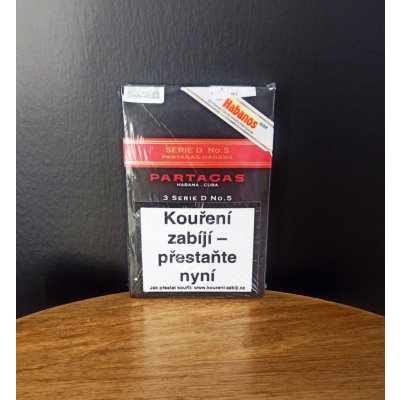 Habanos
SERIE D No.5
PARTAGAS-HABANA
PARTAGAS
HABANA - CUBA
3 SERIE D No.5
Kouření
zabíjí –
přestaňte
nyní
Jak přestat kouřit: www.koureni-zabiji.cz